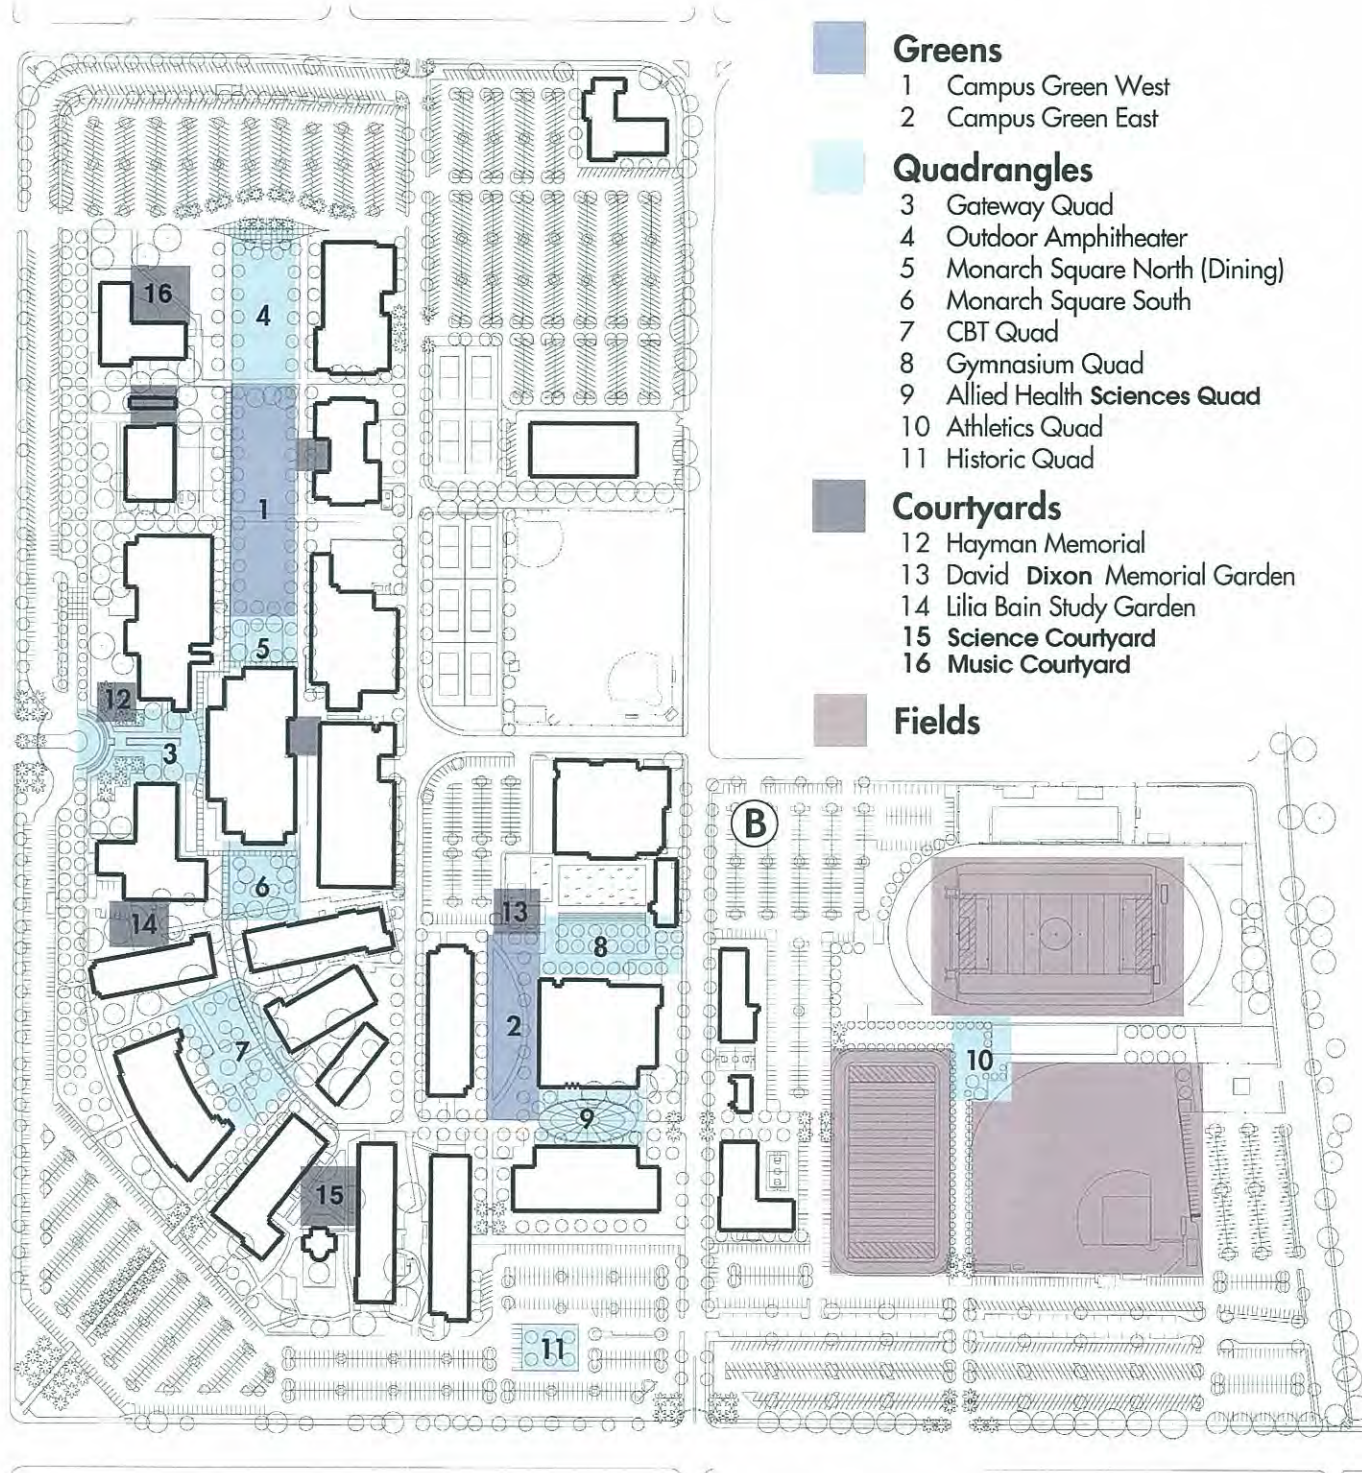 Greens
1 Campus Green West
2 Campus Green East
Quadrangles
3 Gateway Quad
4 Outdoor Amphitheater
5 Monarch Square North (Dining)
6 Monarch Square South
7 CBT Quad
8 Gymnasium Quad
9 Allied Health Sciences Quad
10 Athletics Quad
11 Historic Quad
Courtyards
12 Hayman Memorial
13 David Dixon Memorial Garden
14 Lilia Bain Study Garden
15 Science Courtyard
16 Music Courtyard
Fields
16
4
1
5
12
3
B
6
13
14
8
2
7
10
9
15
11